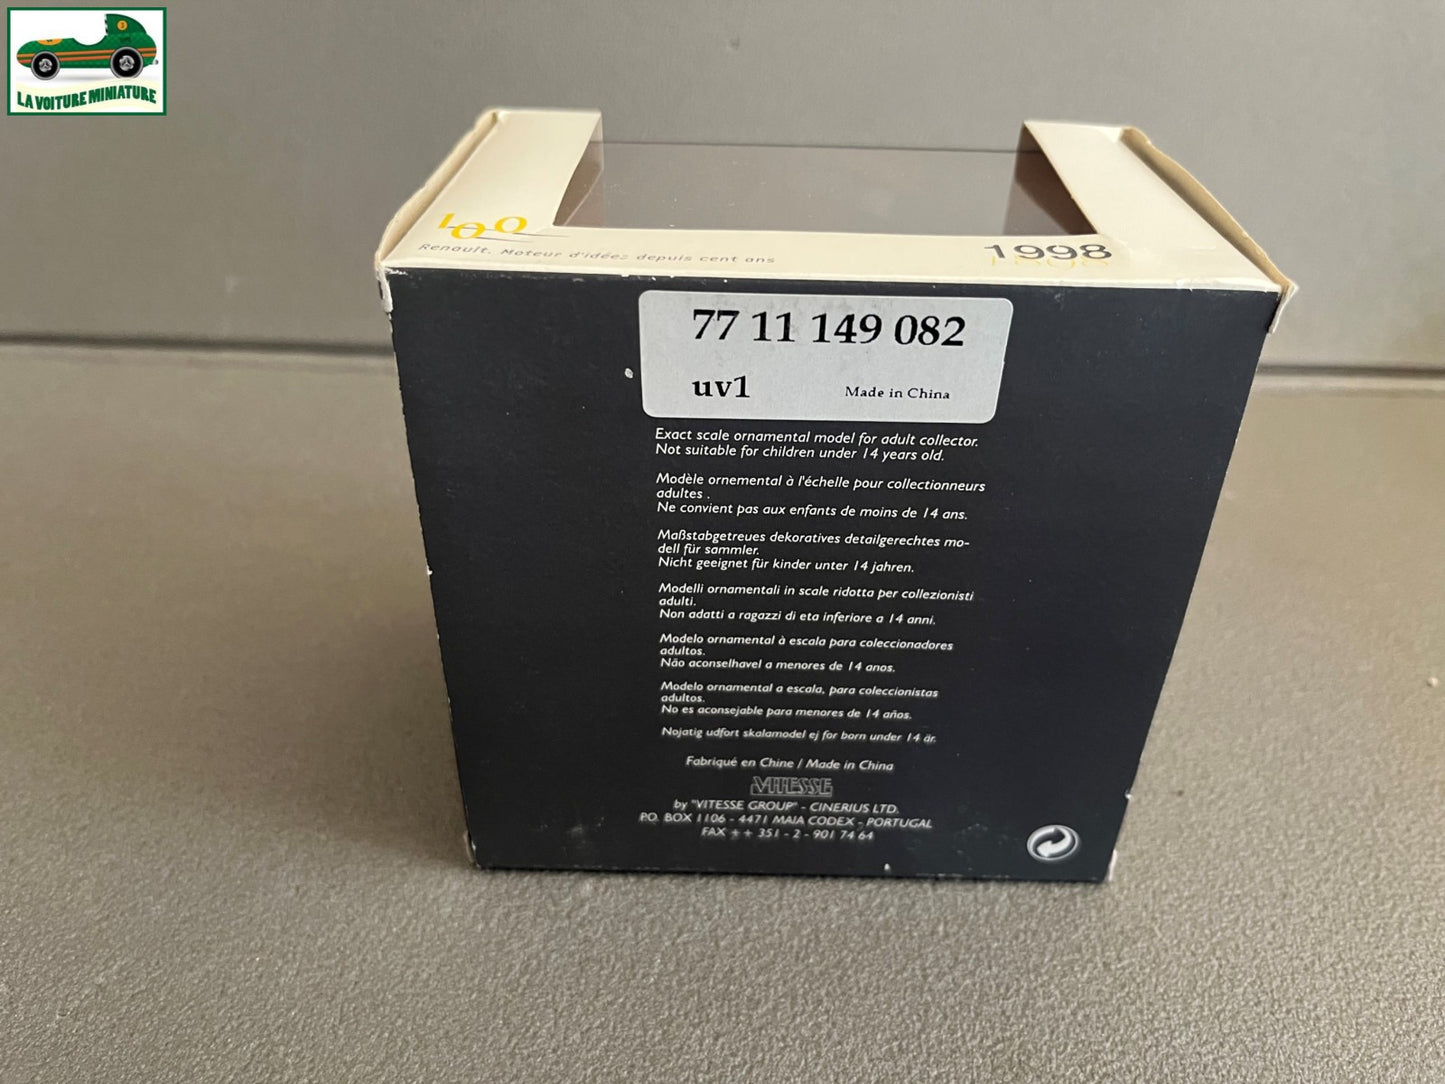 3
LA VOITURE MINIATURE
100
Renault. Moteur d'idées depuis cent ans
1998
77 11 149 082
uv1
Made in China
Exact scale ornamental model for adult collector.
Not suitable for children under 14 years old.
Modèle ornemental à l'échelle pour collectionneurs
adultes .
Ne convient pas aux enfants de moins de 14 ans.
Maßstabgetreues dekoratives detailgerechtes mo-
dell für sammler.
Nicht geeignet für kinder unter 14 jahren.
Modelli ornamentali in scale ridotta per collezionisti
adulti.
Non adatti a ragazzi di eta inferiore a 14 anni.
Modelo ornamental à escala para coleccionadores
adultos.
Não aconselhavel a menores de 14 anos.
Modelo ornamental a escala, para coleccionistas
adultos.
No es aconsejable para menores de 14 años.
Nojatig udfort skalamodel ej for born under 14 är.
Fabriqué en Chine / Made in China
VITESSE
by "VITESSE GROUP" - CINERIUS LTD.
PO. BOX 1106 - 4471 MAIA CODEX - PORTUGAL
FAX + + 351 - 2 - 901 74 64